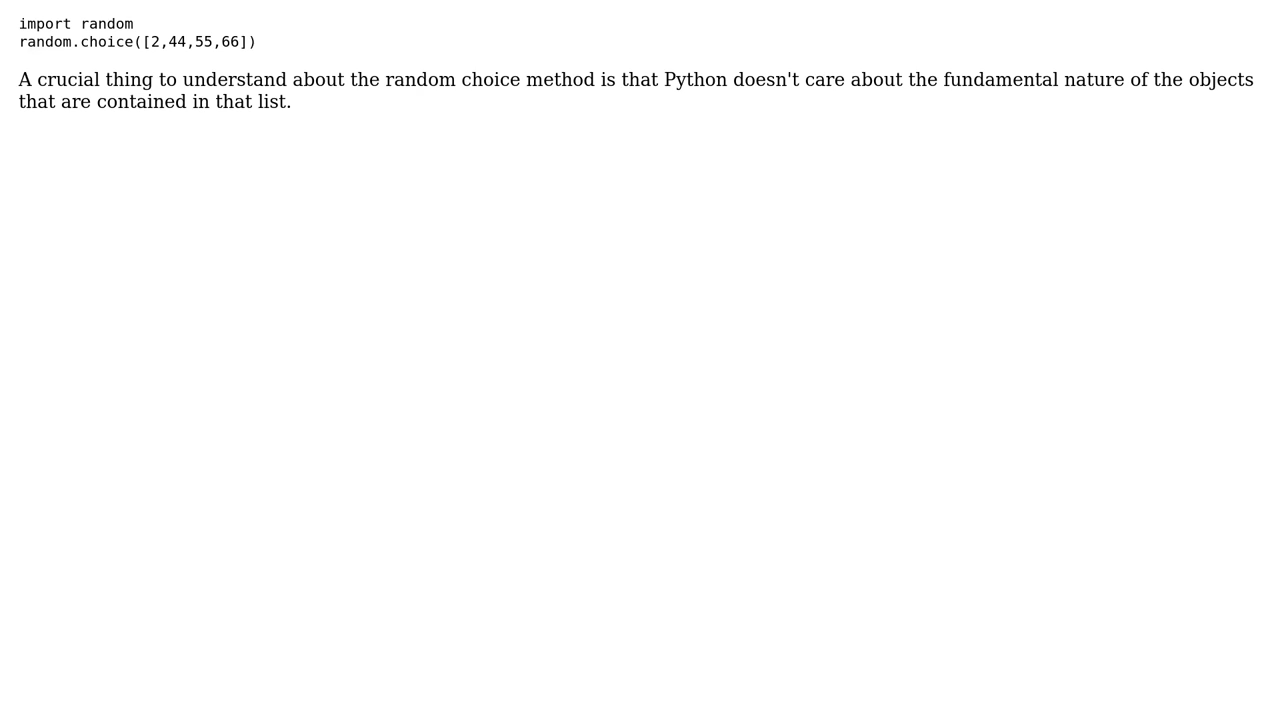 import random
random.choice([2,44,55,66])
A crucial thing to understand about the random choice method is that Python doesn't care about the fundamental nature of the objects
that are contained in that list.